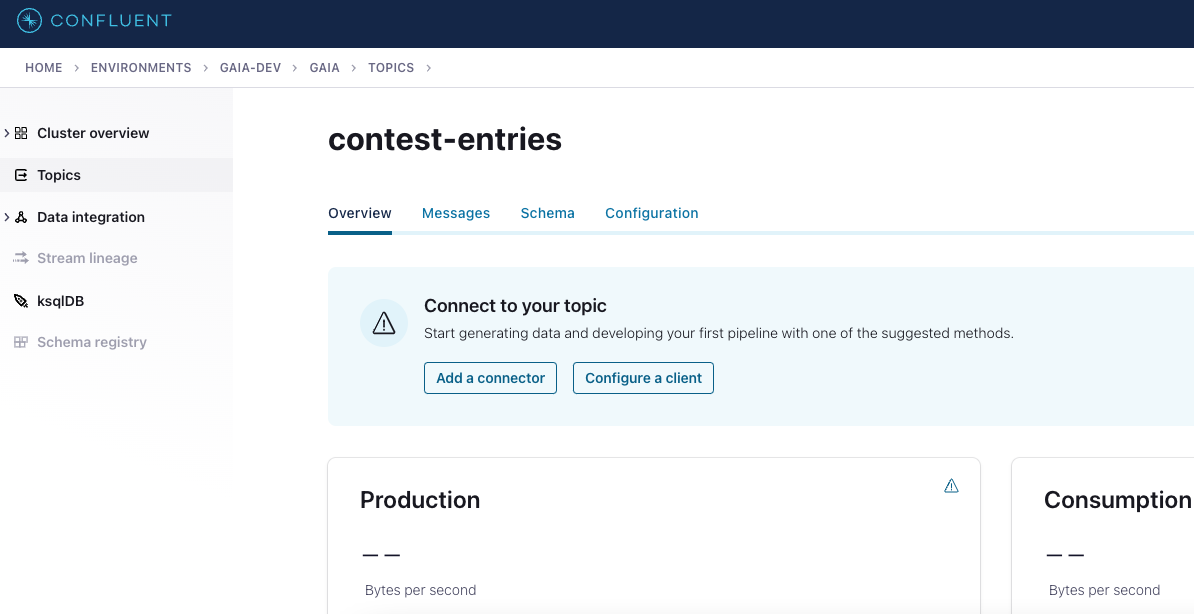 CONFLUENT
HOME > ENVIRONMENTS > GAIA-DEV > GAIA > TOPICS >
Cluster overview
Topics
Data integration
Stream lineage
ksqlDB
Schema registry
contest-entries
Overview Messages Schema Configuration
Connect to your topic
Start generating data and developing your first pipeline with one of the suggested methods.
Add a connector Configure a client
Production
– –
Bytes per second
Consumption
– –
Bytes per second